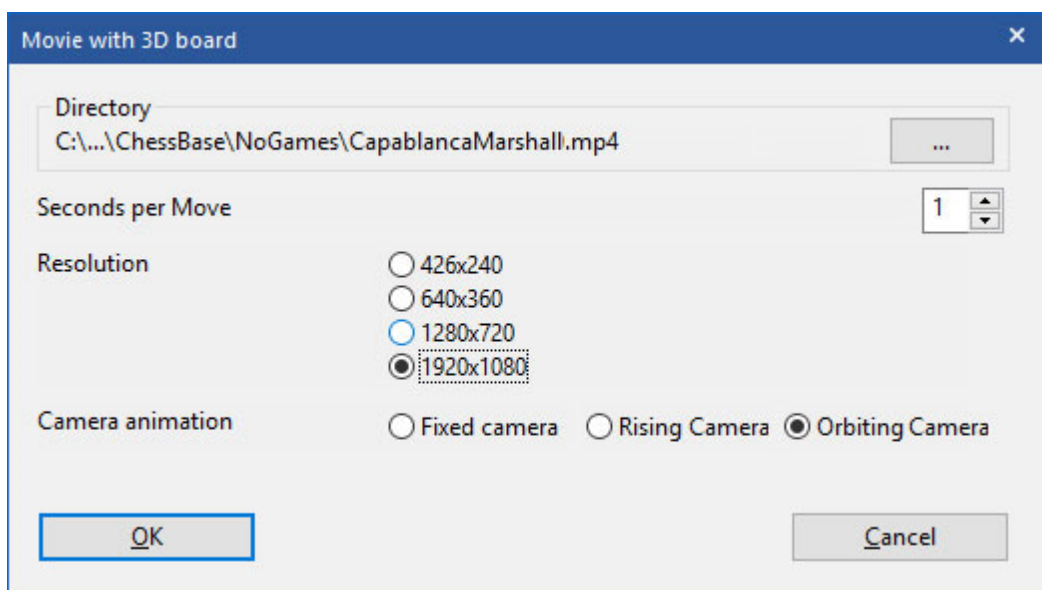 Movie with 3D board
Directory
C:\...\ChessBase\NoGames\CapablancaMarshall.mp4
...
Seconds per Move 1
Resolution
426x240
640x360
1280x720
1920x1080
Camera animation Fixed camera Rising Camera Orbiting Camera
OK Cancel